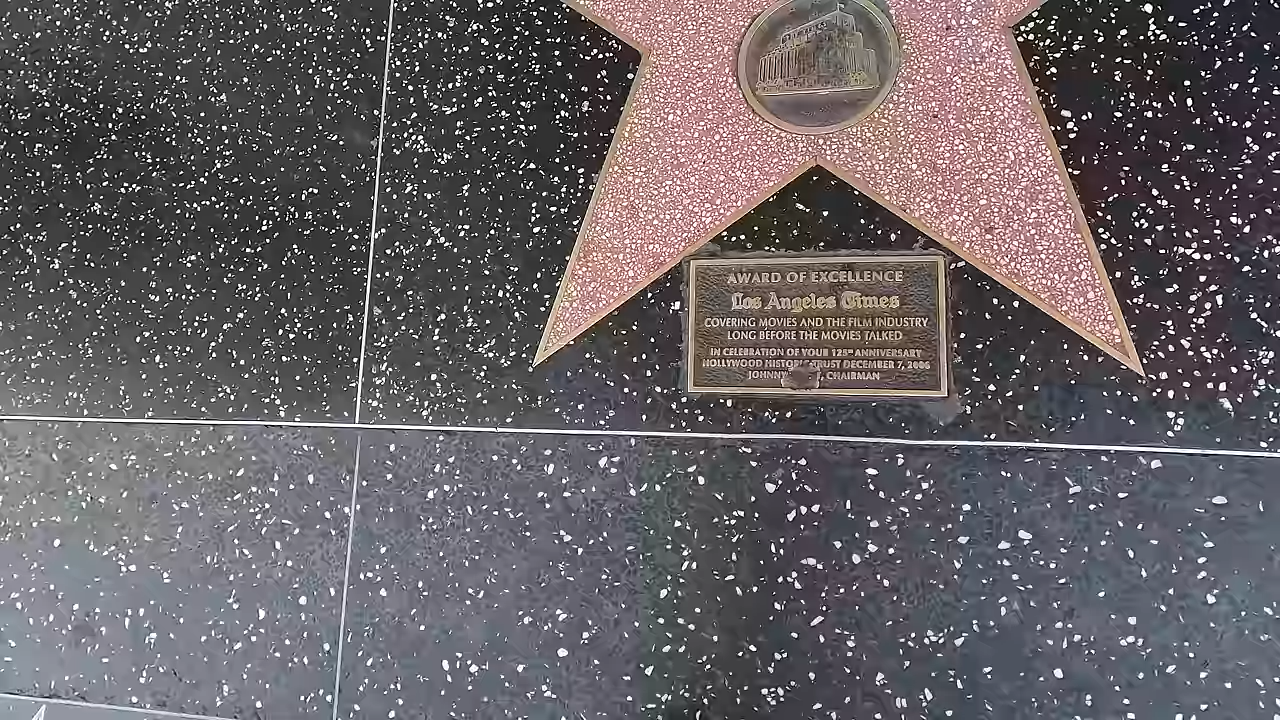 AWARD OF EXCELLENCE
Los Angeles Times
COVERING MOVIES AND THE FILM INDUSTRY
LONG BEFORE THE MOVIES TALKED
IN CELEBRATION OF YOUR 125TH ANNIVERSARY
HOLLYWOOD TRUST DECEMBER 7, 2006
JOHNNY CHAIRMAN